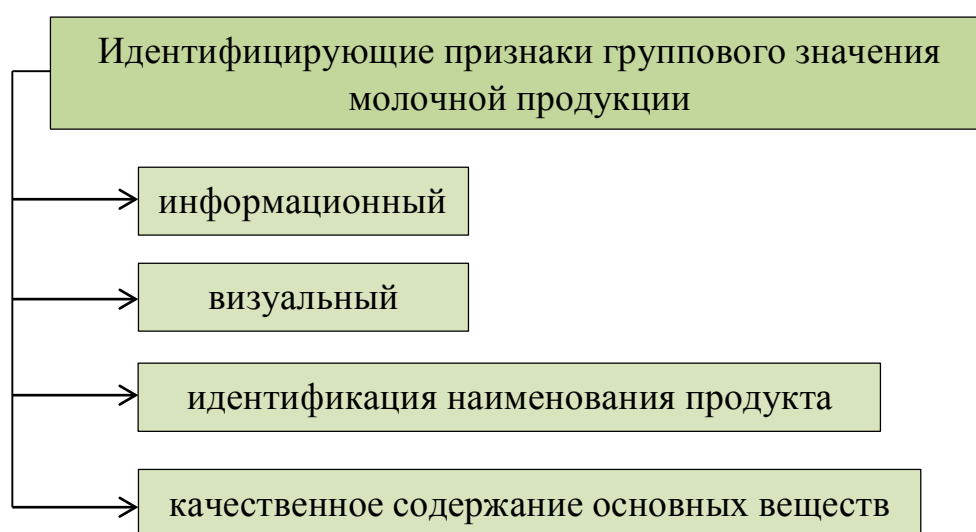 Идентифицирующие признаки группового значения
молочной продукции
информационный
визуальный
идентификация наименования продукта
качественное содержание основных веществ